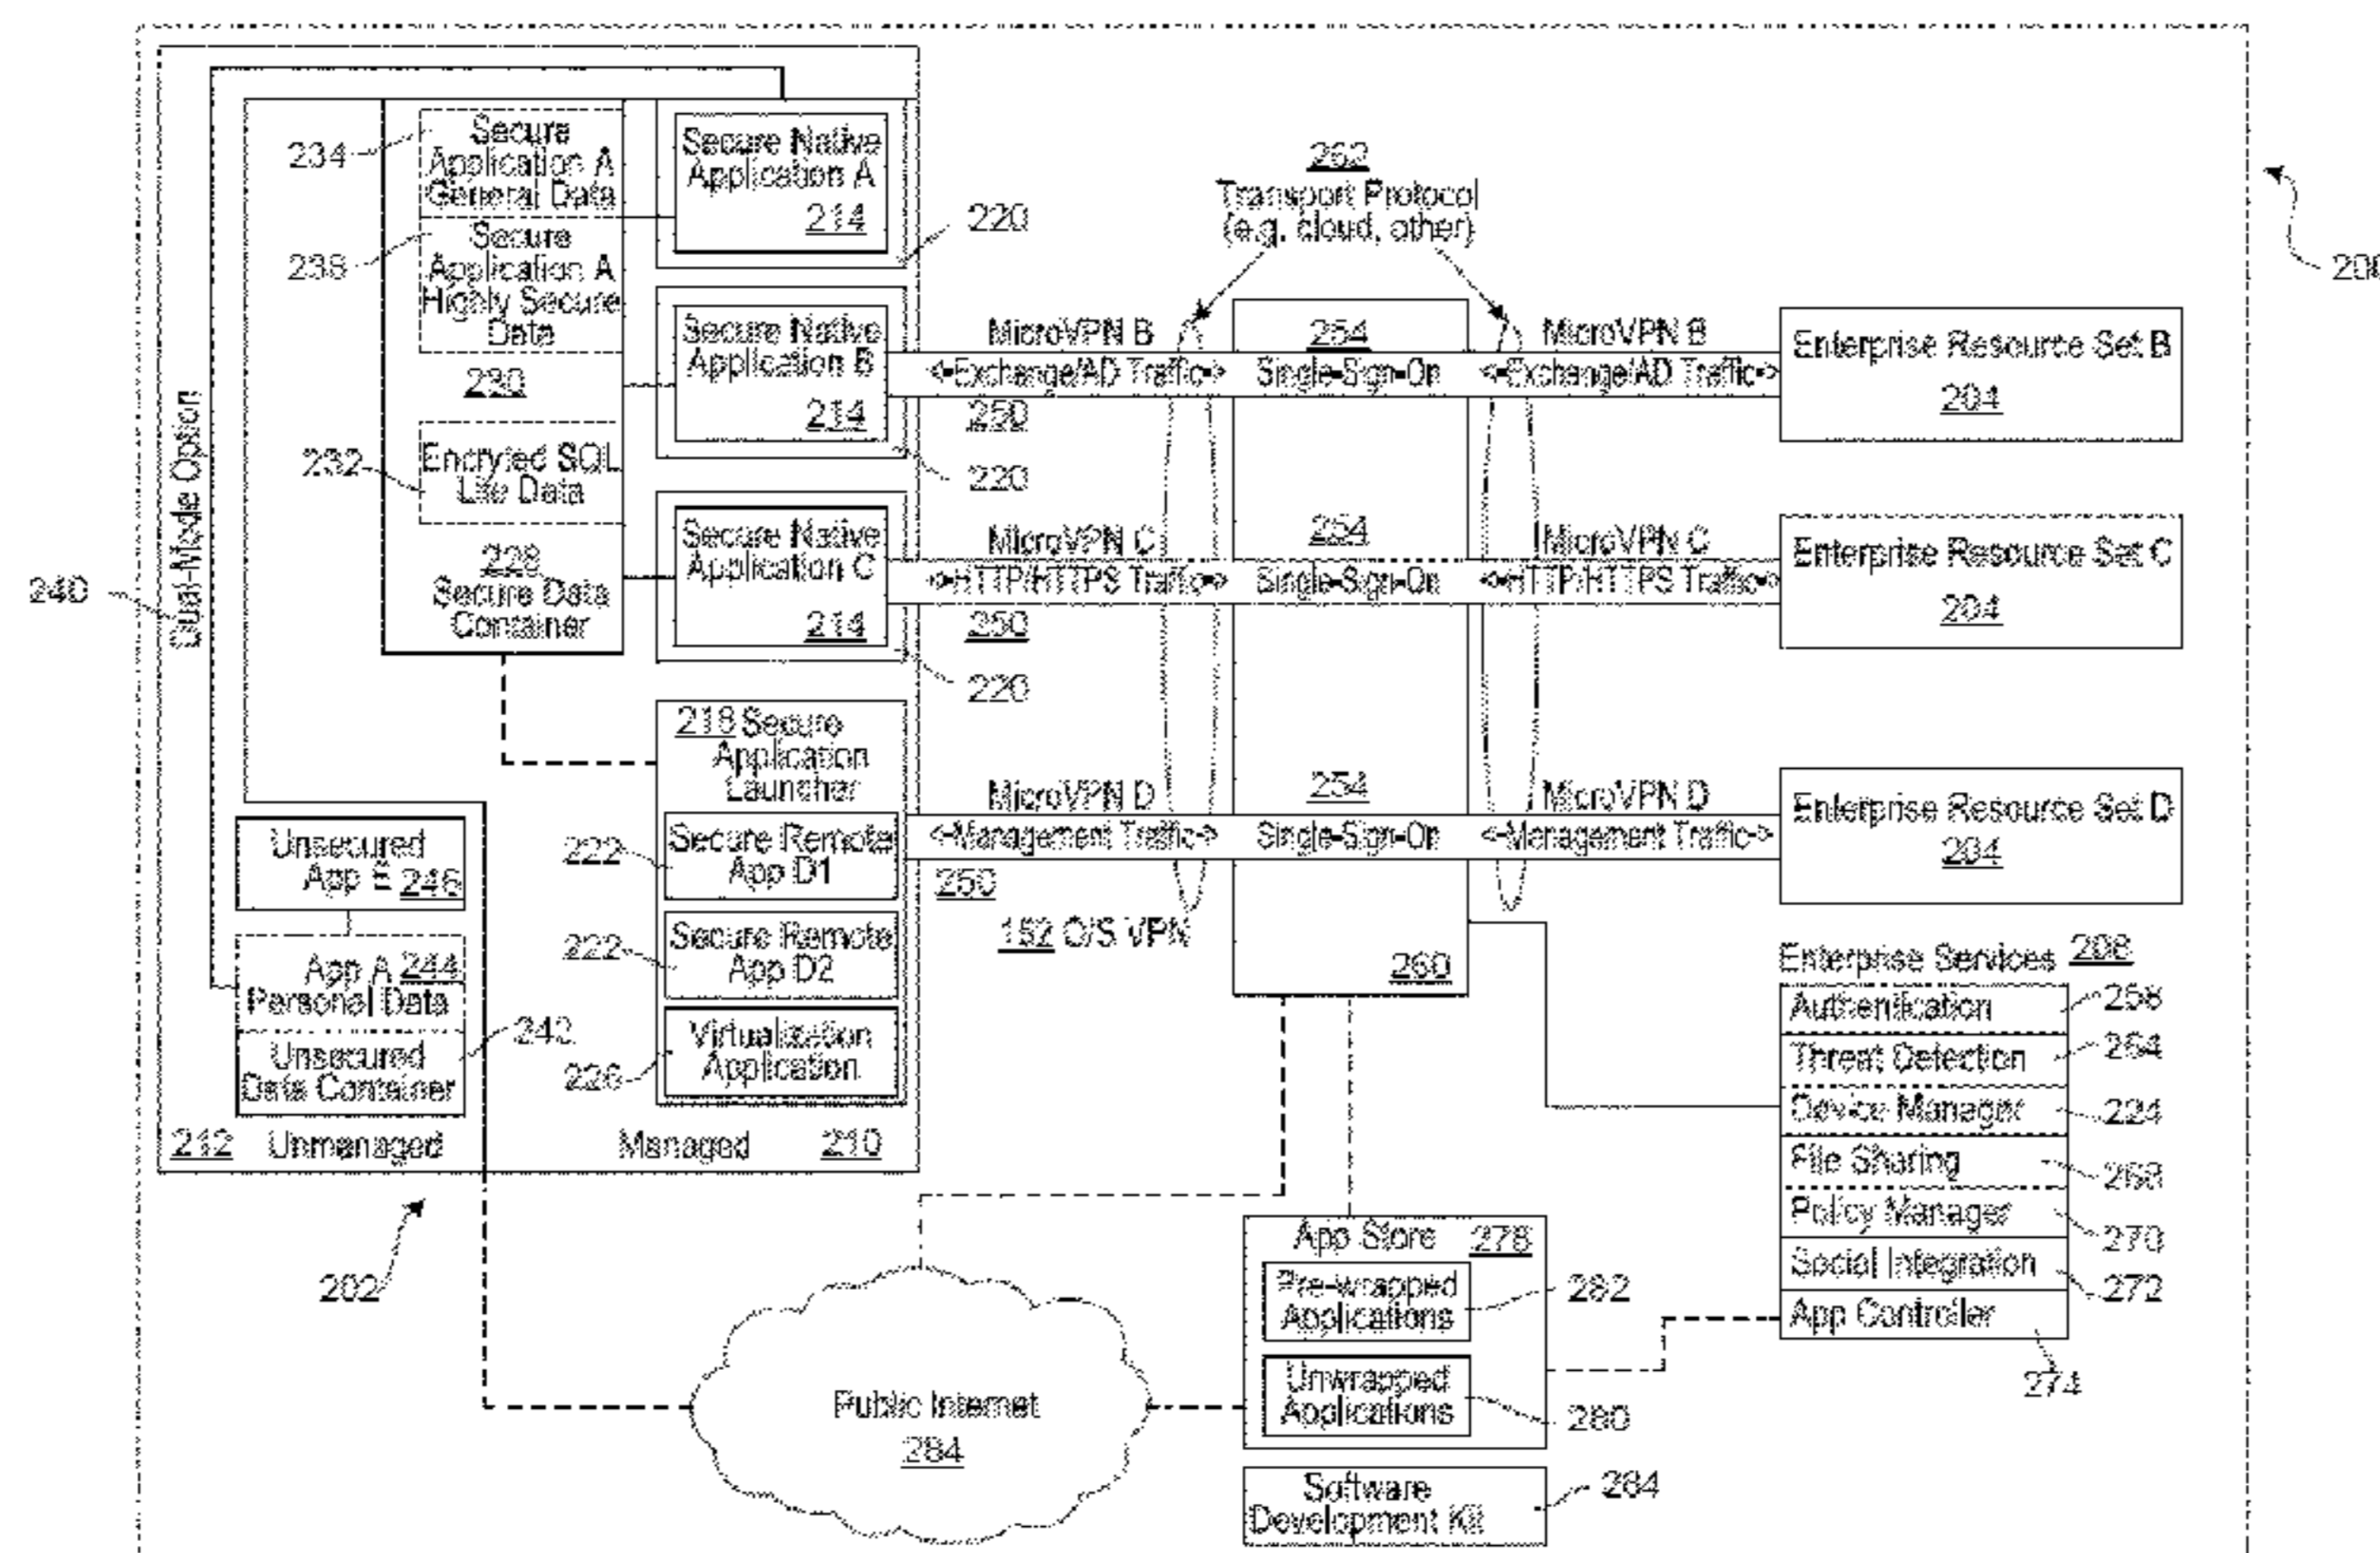 234
Secure
Application A
General Data
238
Secure
Application A
Highly Secure
Data
230
232
Encryted SQL
Lite Data
228
Secure Data
Container
Secure Native
Application A
214
220
Secure Native
Application B
214
220
Secure Native
Application C
214
220
240
Dual-Mode Option
262
Transport Protocol
(e.g. cloud, other)
MicroVPN B
Exchange/AD Traffic
250
254
Single-Sign-On
MicroVPN B
Exchange/AD Traffic
Enterprise Resource Set B
204
MicroVPN C
HTTP/HTTPS Traffic
250
254
Single-Sign-On
MicroVPN C
HTTP/HTTPS Traffic
Enterprise Resource Set C
204
218 Secure
Application
Launcher
222
Secure Remote
App D1
222
Secure Remote
App D2
226
Virtualization
Application
MicroVPN D
Management Traffic
250
254
Single-Sign-On
MicroVPN D
Management Traffic
Enterprise Resource Set D
204
152 O/S VPN
260
Unsecured
App E 246
App A 244
Personal Data
242
Unsecured
Data Container
212 Unmanaged
Managed 210
202
Enterprise Services 208
Authentication 258
Threat Detection 264
Device Manager 224
File Sharing 268
Policy Manager 270
Social Integration 272
App Controller
274
App Store 278
Pre-wrapped
Applications
282
Unwrapped
Applications
280
Public Internet
284
Software
Development Kit
284